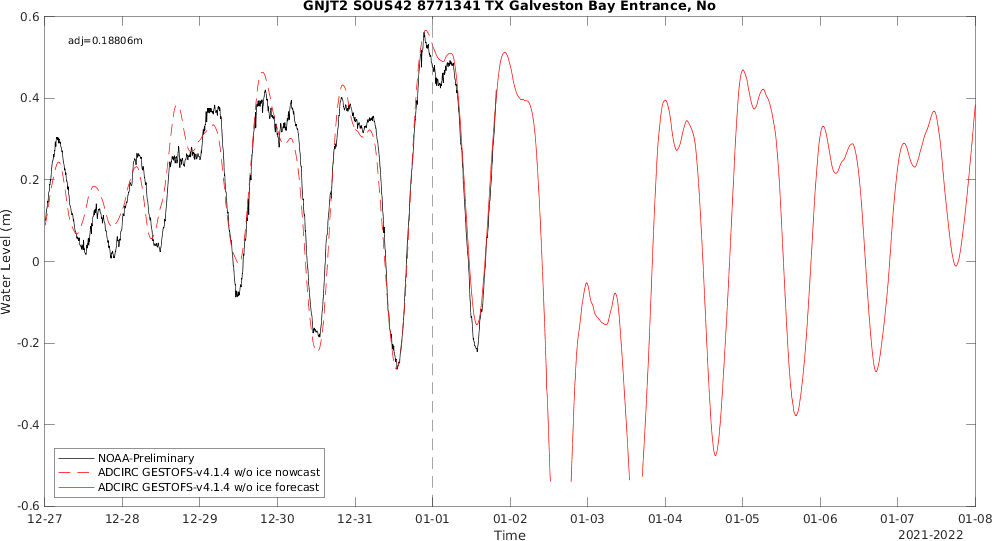 GNJT2 SOUS42 8771341 TX Galveston Bay Entrance, No
adj=0.18806m
0.6
0.4
0.2
0
-0.2
-0.4
-0.6
Water Level (m)
NOAA-Preliminary
ADCIRC GESTOFS-v4.1.4 w/o ice nowcast
ADCIRC GESTOFS-v4.1.4 w/o ice forecast
12-27 12-28 12-29 12-30 12-31 01-01 01-02 01-03 01-04 01-05 01-06 01-07 01-08
Time
2021-2022